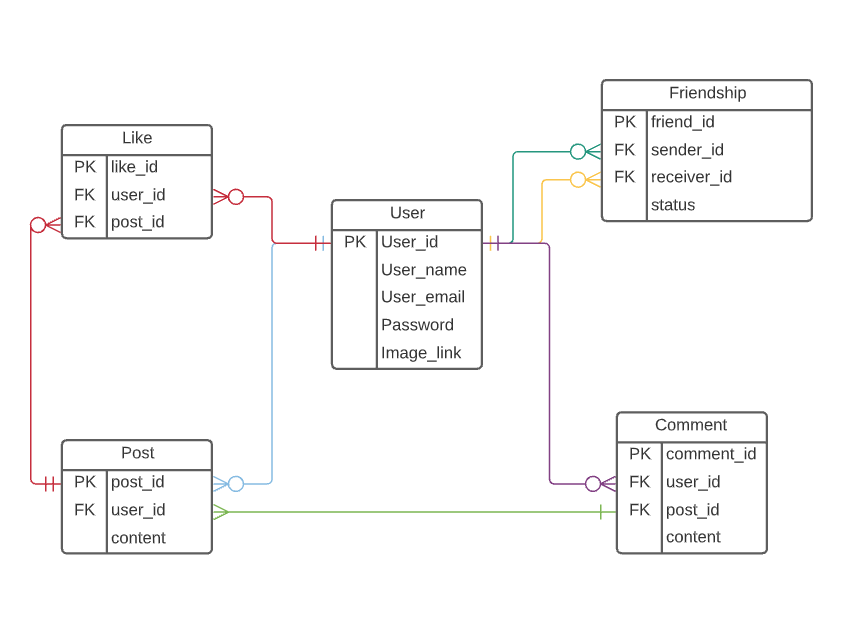 Friendship
PK friend_id
FK sender_id
FK receiver_id
status
Like
PK like_id
FK user_id
FK post_id
User
PK User_id
User_name
User_email
Password
Image_link
Post
PK post_id
FK user_id
content
Comment
PK comment_id
FK user_id
FK post_id
content